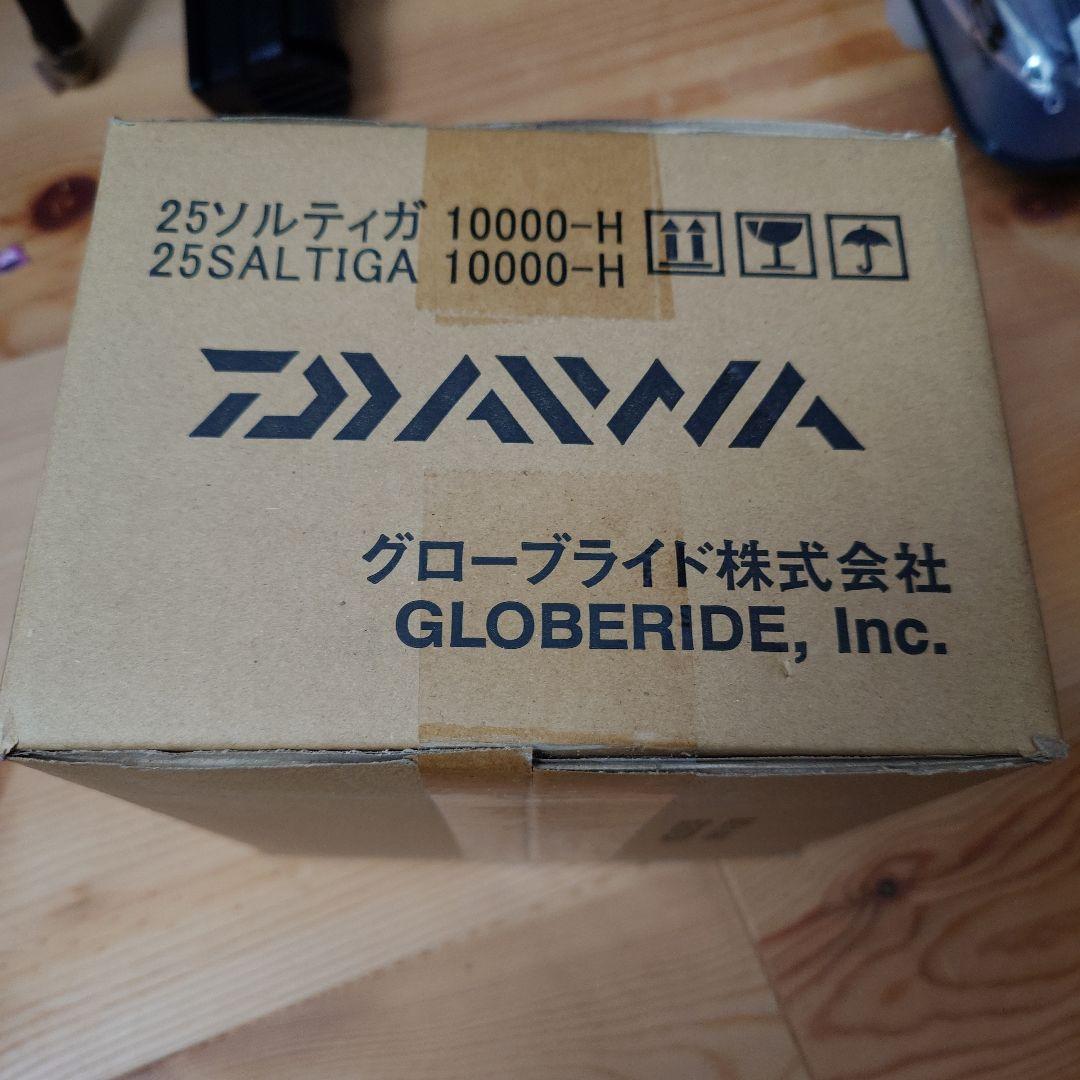 25ソルティガ 10000-H
25SALTIGA 10000-H
DAIWA
グローブライド株式会社
GLOBERIDE, Inc.